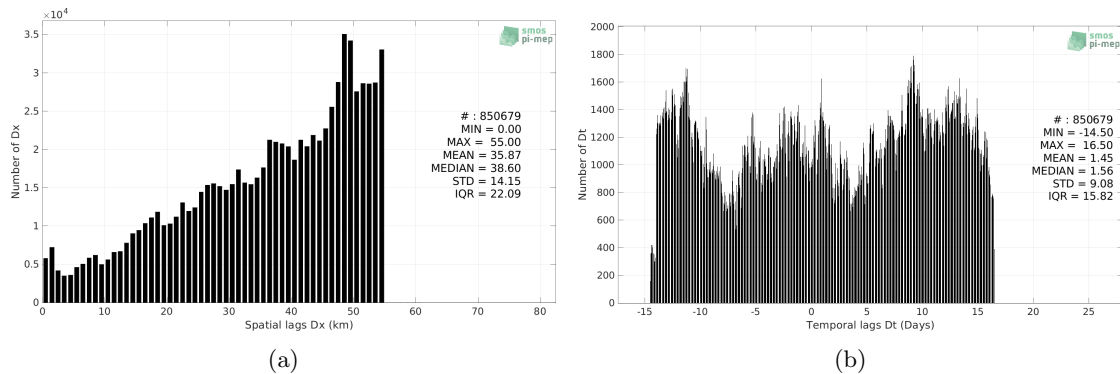 ×10⁴
3.5
3
2.5
2
1.5
1
0.5
0
Number of Dx
0 10 20 30 40 50 60 70 80
Spatial lags Dx (km)
smos
pi-mep
# : 850679
MIN = 0.00
MAX = 55.00
MEAN = 35.87
MEDIAN = 38.60
STD = 14.15
IQR = 22.09
(a)
2000
1800
1600
1400
1200
1000
800
600
400
200
0
Number of Dt
-15 -10 -5 0 5 10 15 20 25
Temporal lags Dt (Days)
smos
pi-mep
# : 850679
MIN = -14.50
MAX = 16.50
MEAN = 1.45
MEDIAN = 1.56
STD = 9.08
IQR = 15.82
(b)